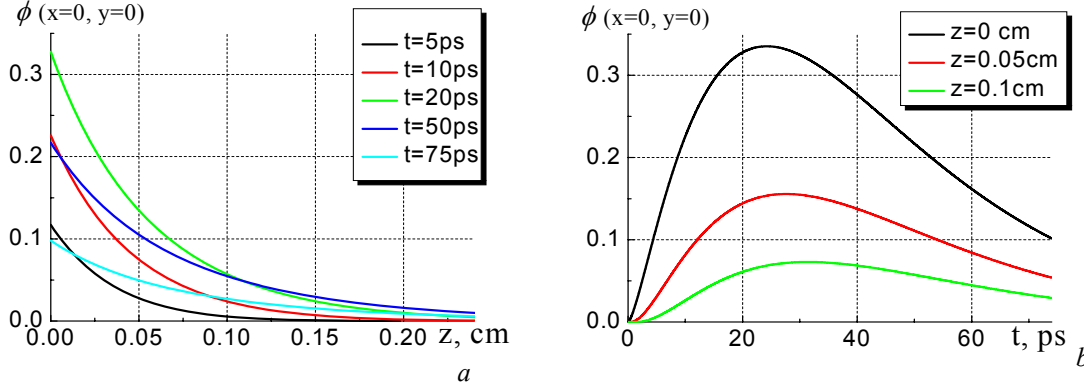 ϕ (x=0, y=0)
t=5ps
t=10ps
t=20ps
t=50ps
t=75ps
0.3
0.2
0.1
0.0
0.00 0.05 0.10 0.15 0.20 z, cm
a
ϕ (x=0, y=0)
z=0 cm
z=0.05cm
z=0.1cm
0.3
0.2
0.1
0.0
0 20 40 60 t, ps
b